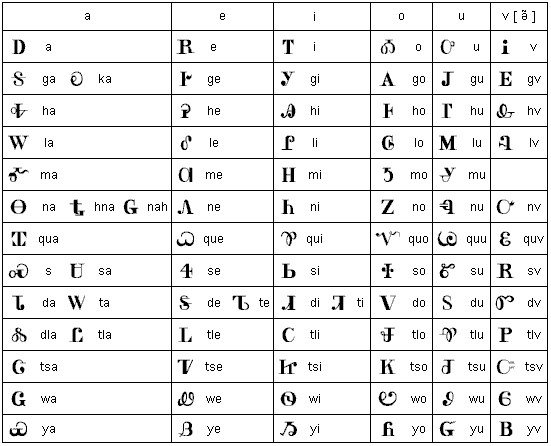 a e i o u v [ə̃]
Ꭰ a Ꭱ e Ꭲ i Ꭳ o Ꭴ u Ꭵ v
Ꭶ ga Ꭷ ka Ꭸ ge Ꭹ gi Ꭺ go Ꭻ gu Ꭼ gv
Ꭽ ha Ꭾ he Ꭿ hi Ꮀ ho Ꮁ hu Ꮂ hv
Ꮃ la Ꮄ le Ꮅ li Ꮆ lo Ꮇ lu Ꮈ lv
Ꮉ ma Ꮊ me Ꮋ mi Ꮌ mo Ꮍ mu
Ꮎ na Ꮏ hna Ꮐ nah Ꮑ ne Ꮒ ni Ꮓ no Ꮔ nu Ꮕ nv
Ꮖ qua Ꮗ que Ꮘ qui Ꮙ quo Ꮚ quu Ꮛ quv
Ꮝ s Ꮜ sa Ꮞ se Ꮟ si Ꮠ so Ꮡ su Ꮢ sv
Ꮣ da Ꮤ ta Ꮥ de Ꮦ te Ꮧ di Ꮨ ti Ꮩ do Ꮪ du Ꮫ dv
Ꮬ dla Ꮭ tla Ꮮ tle Ꮯ tli Ꮰ tlo Ꮱ tlu Ꮲ tlv
Ꮳ tsa Ꮴ tse Ꮵ tsi Ꮶ tso Ꮷ tsu Ꮸ tsv
Ꮹ wa Ꮺ we Ꮻ wi Ꮼ wo Ꮽ wu Ꮾ wv
Ꮿ ya Ᏸ ye Ᏹ yi Ᏺ yo Ᏻ yu Ᏼ yv